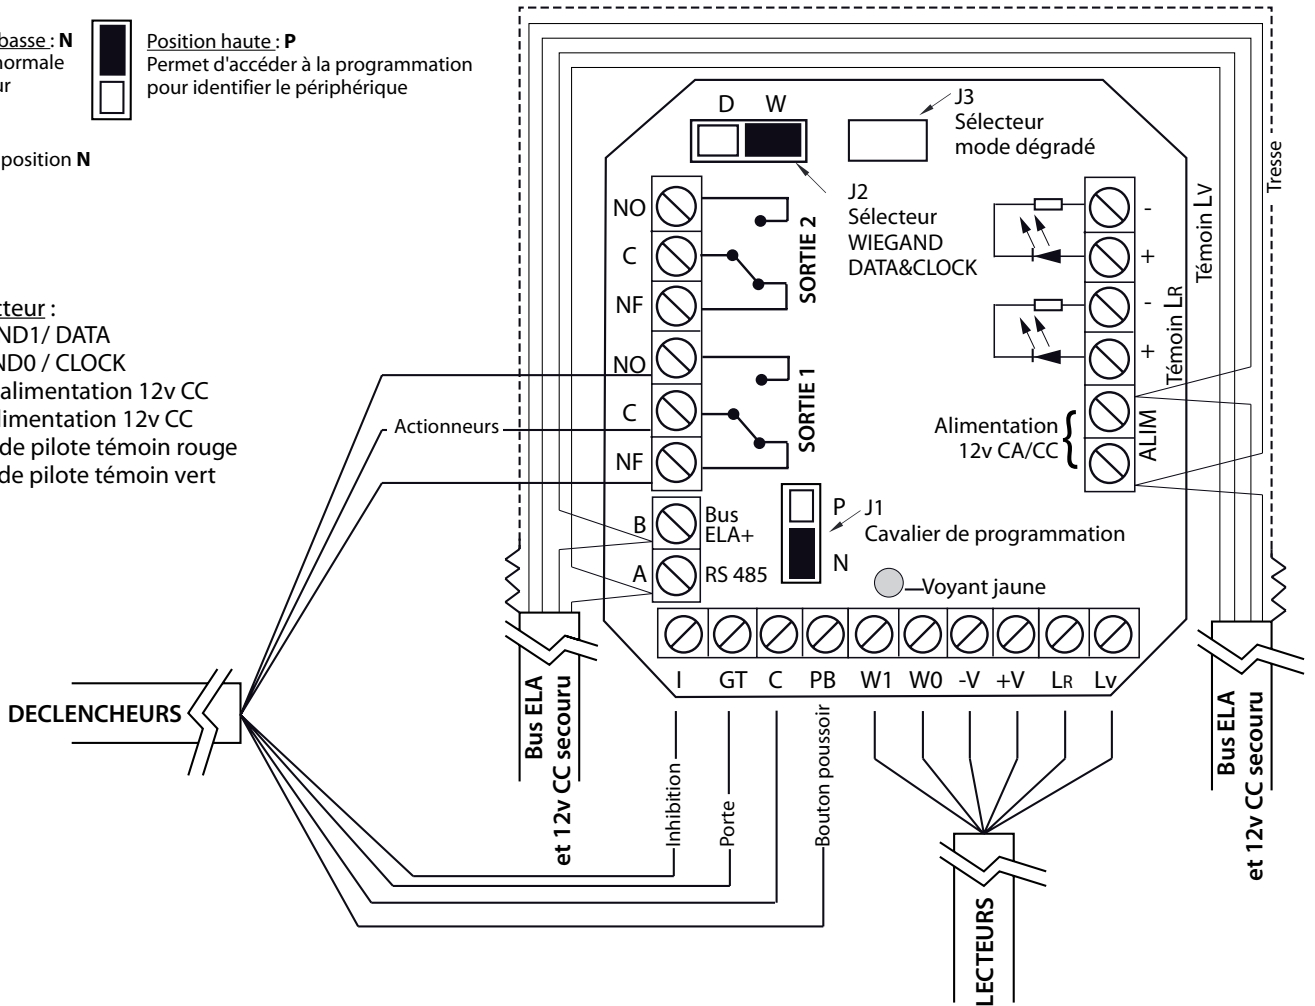 basse : N
normale
ur
Position haute : P
Permet d'accéder à la programmation
pour identifier le périphérique
position N
cteur :
ND1/ DATA
ND0 / CLOCK
alimentation 12v CC
limentation 12v CC
de pilote témoin rouge
de pilote témoin vert
D W
J3
Sélecteur
mode dégradé
J2
Sélecteur
WIEGAND
DATA&CLOCK
NO
C
NF
SORTIE 2
NO
C
NF
SORTIE 1
Actionneurs
B
Bus
ELA+
A
RS 485
-
+
Témoin LV
-
+
Témoin LR
Tresse
Alimentation
12v CA/CC
{
ALIM
P
N
J1
Cavalier de programmation
Voyant jaune
I GT C PB W1 W0 -V +V LR Lv
DECLENCHEURS
Bus ELA
et 12v CC secouru
Inhibition
Porte
Bouton poussoir
LECTEURS
Bus ELA
et 12v CC secouru